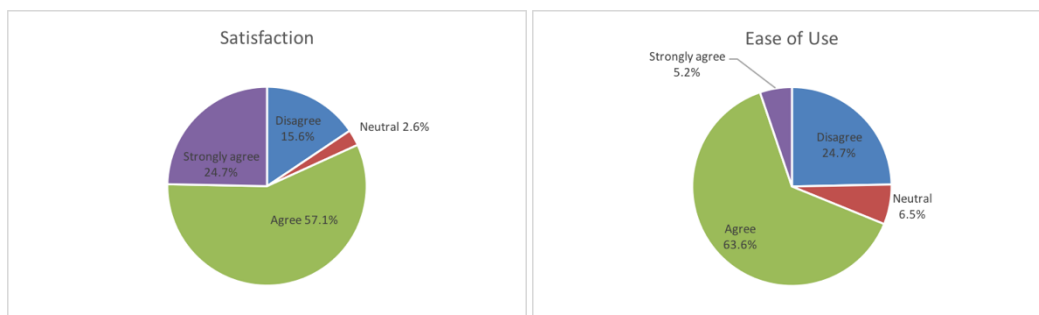 Satisfaction
Disagree
15.6%
Neutral 2.6%
Strongly agree
24.7%
Agree 57.1%
Ease of Use
Strongly agree
5.2%
Disagree
24.7%
Neutral
6.5%
Agree
63.6%